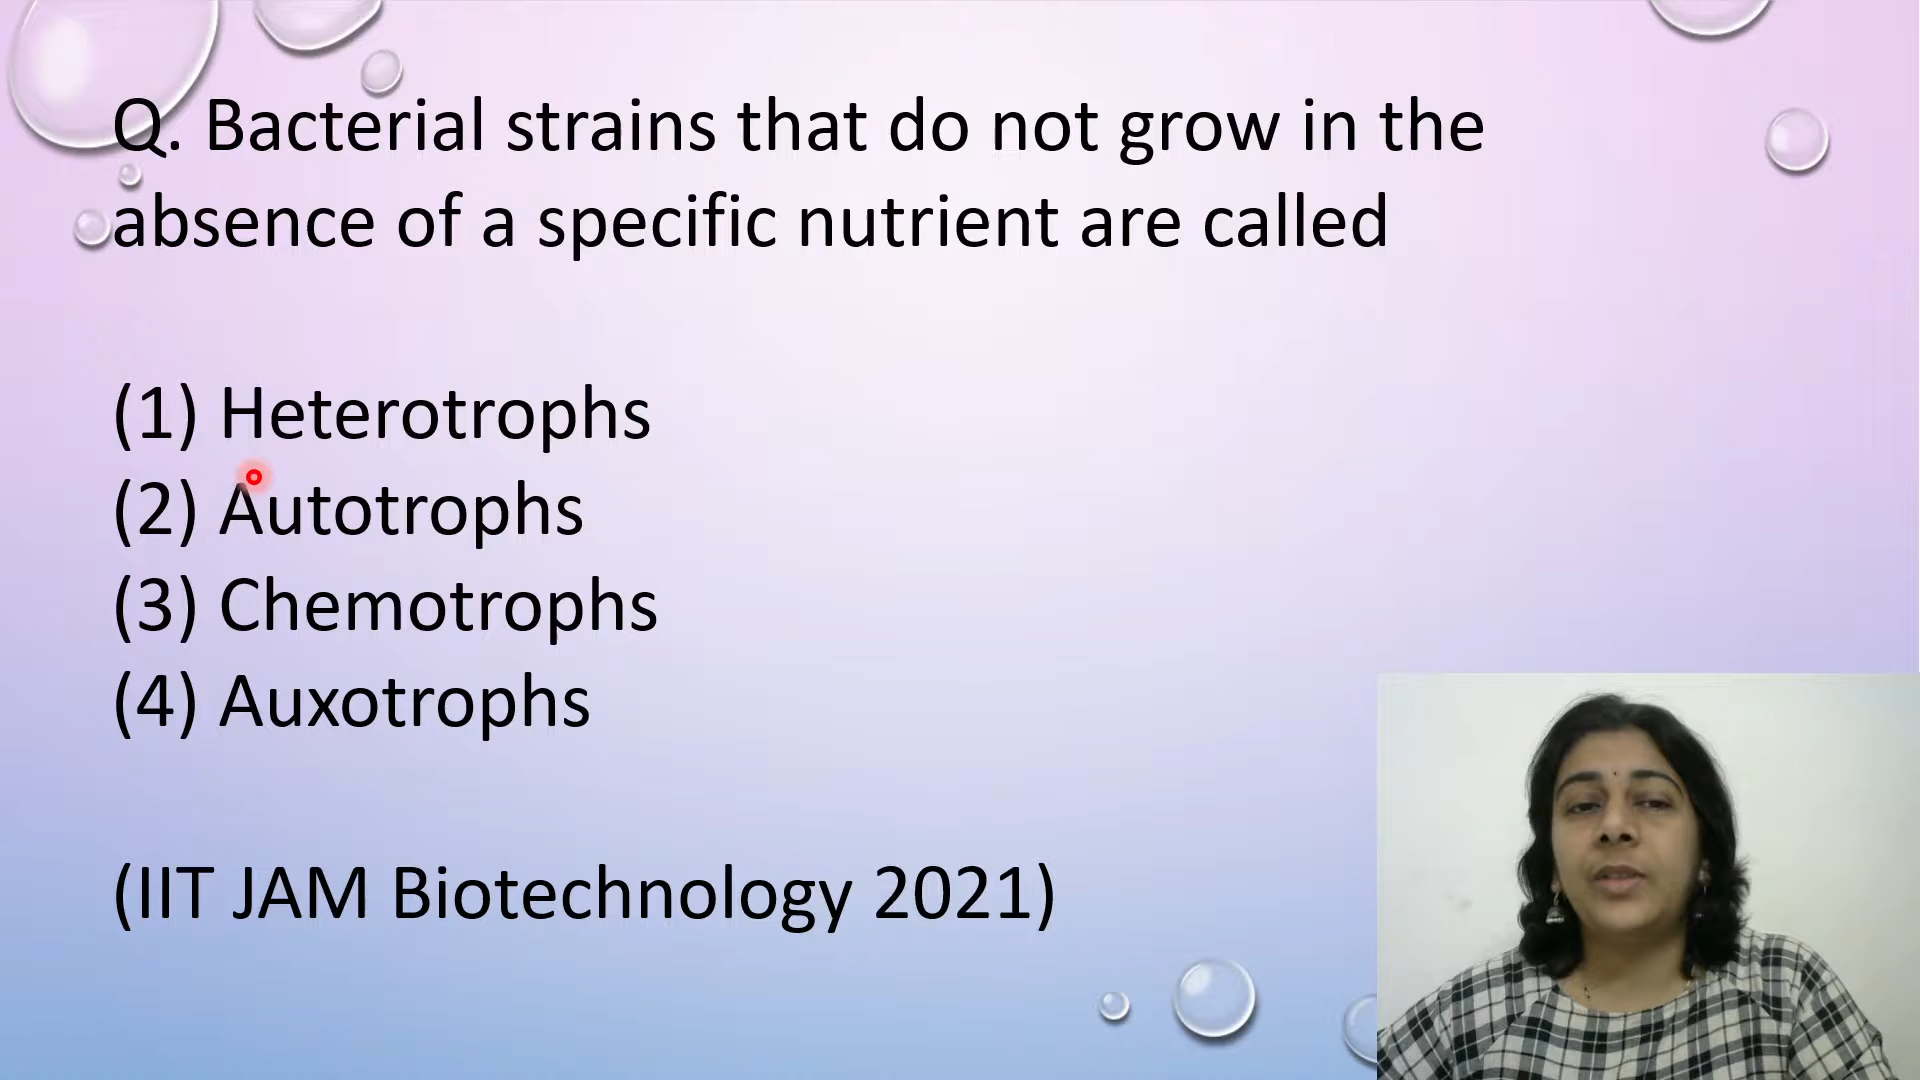 Q. Bacterial strains that do not grow in the
absence of a specific nutrient are called
(1) Heterotrophs
(2) Autotrophs
(3) Chemotrophs
(4) Auxotrophs
(IIT JAM Biotechnology 2021)